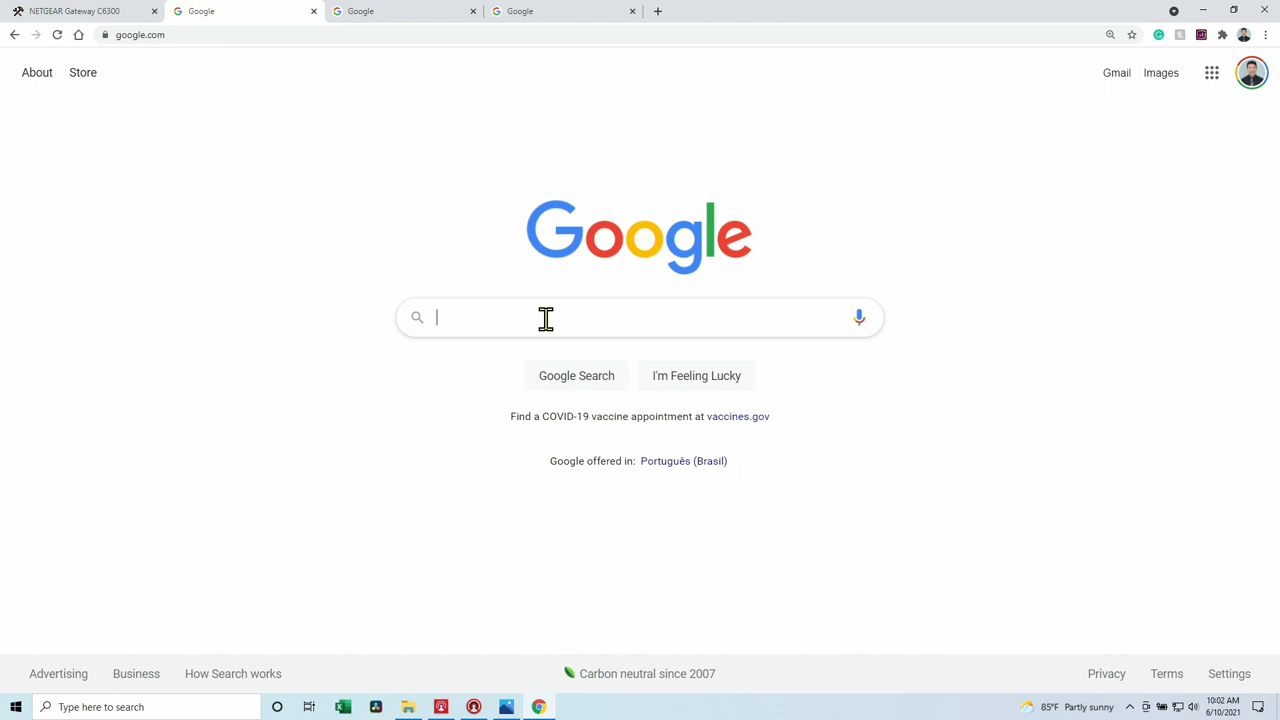 NETGEAR Gateway C6300
Google
Google
Google
google.com
About Store
Gmail Images
Google
Google Search I'm Feeling Lucky
Find a COVID-19 vaccine appointment at vaccines.gov
Google offered in: Português (Brasil)
Advertising Business How Search works
Carbon neutral since 2007
Privacy Terms Settings
Type here to search
85°F Partly sunny
10:02 AM
6/10/2021